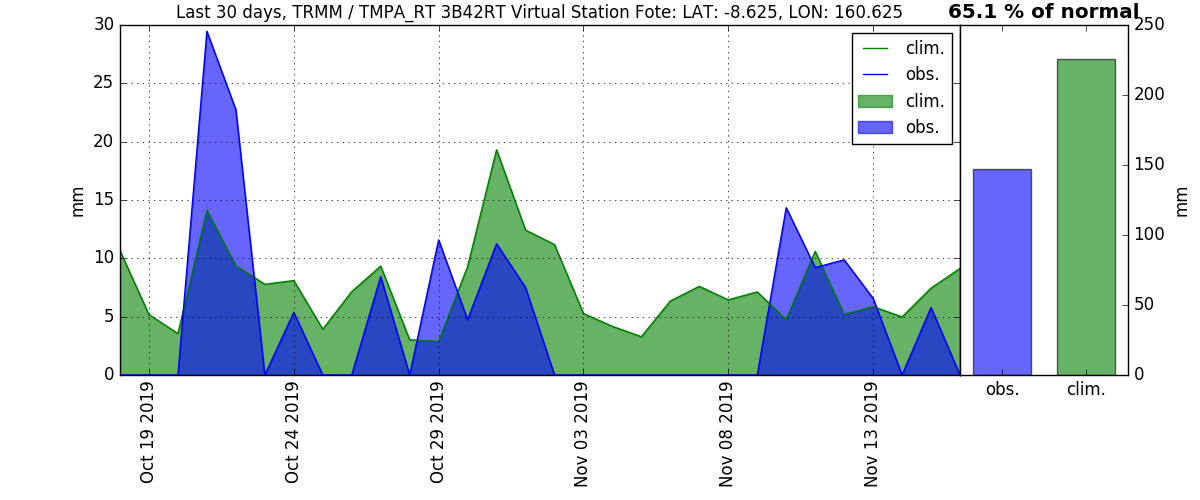 Last 30 days, TRMM / TMPA_RT 3B42RT Virtual Station Fote: LAT: -8.625, LON: 160.625
65.1 % of normal
30
25
20
15
10
5
0
mm
clim.
obs.
clim.
obs.
250
200
150
100
50
0
mm
Oct 19 2019
Oct 24 2019
Oct 29 2019
Nov 03 2019
Nov 08 2019
Nov 13 2019
obs.
clim.